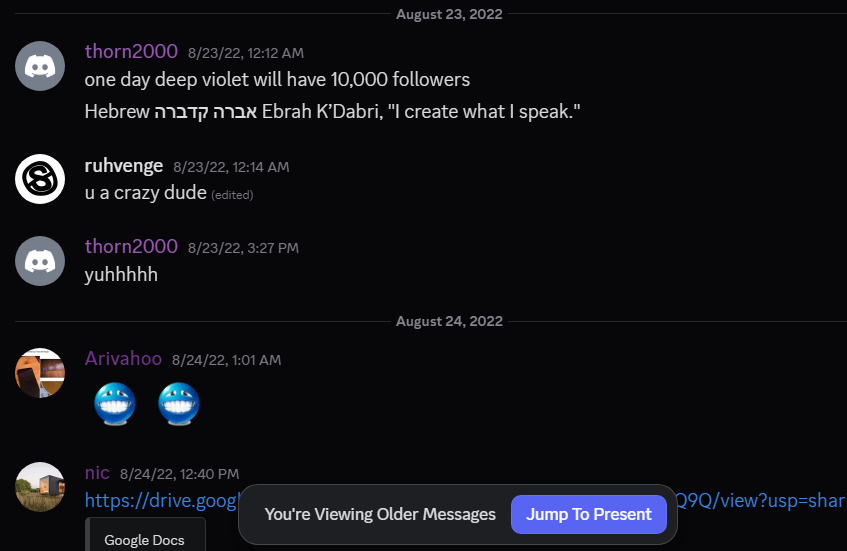 August 23, 2022
thorn2000 8/23/22, 12:12 AM
one day deep violet will have 10,000 followers
Hebrew אברה קדברה Ebrah K’Dabri, "I create what I speak."
ruhvenge 8/23/22, 12:14 AM
u a crazy dude (edited)
thorn2000 8/23/22, 3:27 PM
yuhhhhh
August 24, 2022
Arivahoo 8/24/22, 1:01 AM
nic 8/24/22, 12:40 PM
https://drive.goog Q9Q/view?usp=shar
You're Viewing Older Messages Jump To Present
Google Docs